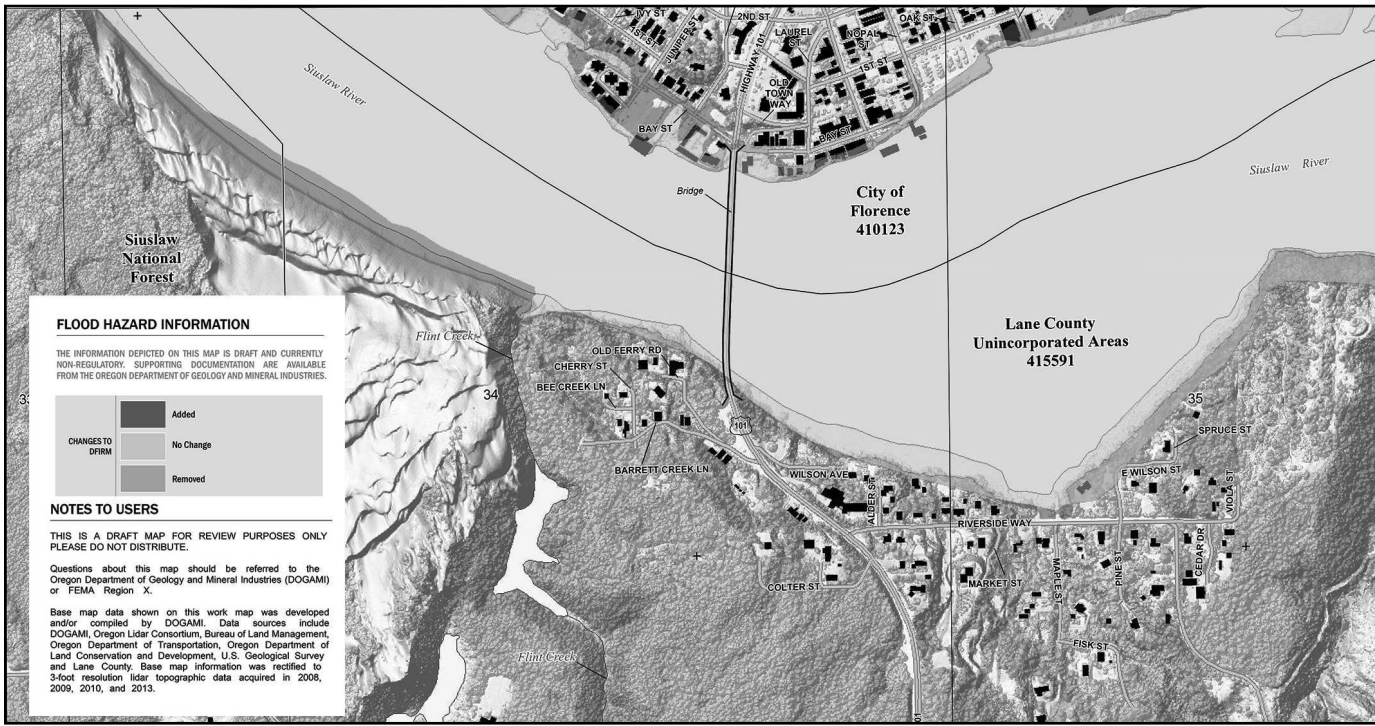 IVY ST
1ST ST
JUNIPER ST
2ND ST
HIGHWAY 101
LAUREL
ST
NOPAL
ST
OAK ST
1ST ST
OLD
TOWN
WAY
BAY ST
BAY ST
Siuslaw River
Siuslaw River
Bridge
City of
Florence
410123
Siuslaw
National
Forest
Lane County
Unincorporated Areas
415591
Flint Creek
34
35
OLD FERRY RD
CHERRY ST
BEE CREEK LN
BARRETT CREEK LN
101
WILSON AVE
ALDER ST
RIVERSIDE WAY
SPRUCE ST
E WILSON ST
VIOLA ST
COLTER ST
MARKET ST
MAPLE ST
PINE ST
CEDAR DR
FISK ST
Flint Creek
FLOOD HAZARD INFORMATION
THE INFORMATION DEPICTED ON THIS MAP IS DRAFT AND CURRENTLY
NON-REGULATORY. SUPPORTING DOCUMENTATION ARE AVAILABLE
FROM THE OREGON DEPARTMENT OF GEOLOGY AND MINERAL INDUSTRIES.
CHANGES TO
DFIRM
Added
No Change
Removed
NOTES TO USERS
THIS IS A DRAFT MAP FOR REVIEW PURPOSES ONLY
PLEASE DO NOT DISTRIBUTE.
Questions about this map should be referred to the
Oregon Department of Geology and Mineral Industries (DOGAMI)
or FEMA Region X.
Base map data shown on this work map was developed
and/or compiled by DOGAMI. Data sources include
DOGAMI, Oregon Lidar Consortium, Bureau of Land Management,
Oregon Department of Transportation, Oregon Department of
Land Conservation and Development, U.S. Geological Survey
and Lane County. Base map information was rectified to
3-foot resolution lidar topographic data acquired in 2008,
2009, 2010, and 2013.